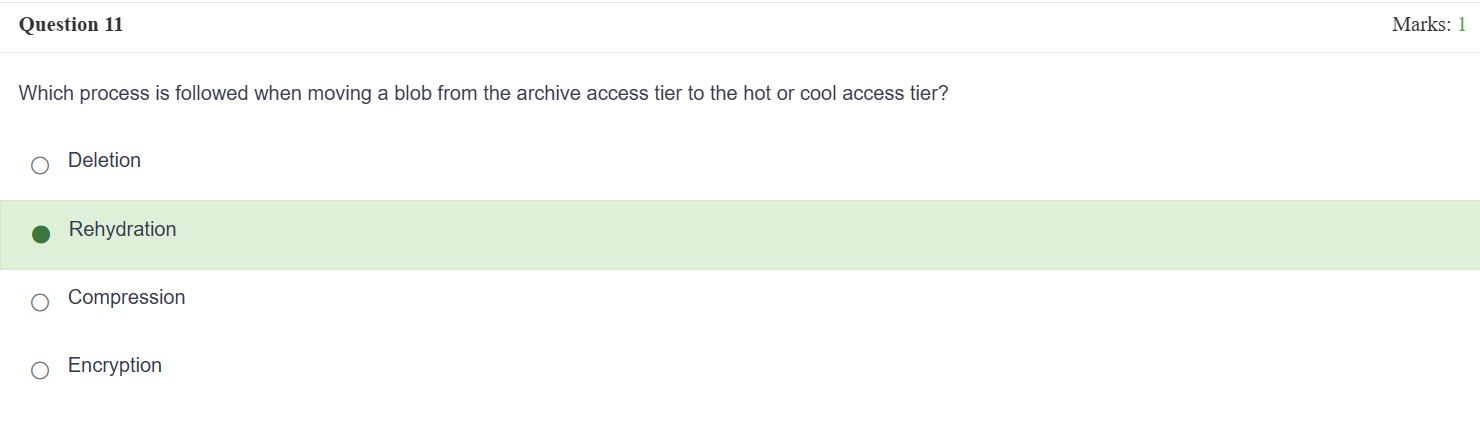 Question 11
Marks: 1
Which process is followed when moving a blob from the archive access tier to the hot or cool access tier?
Deletion
Rehydration
Compression
Encryption